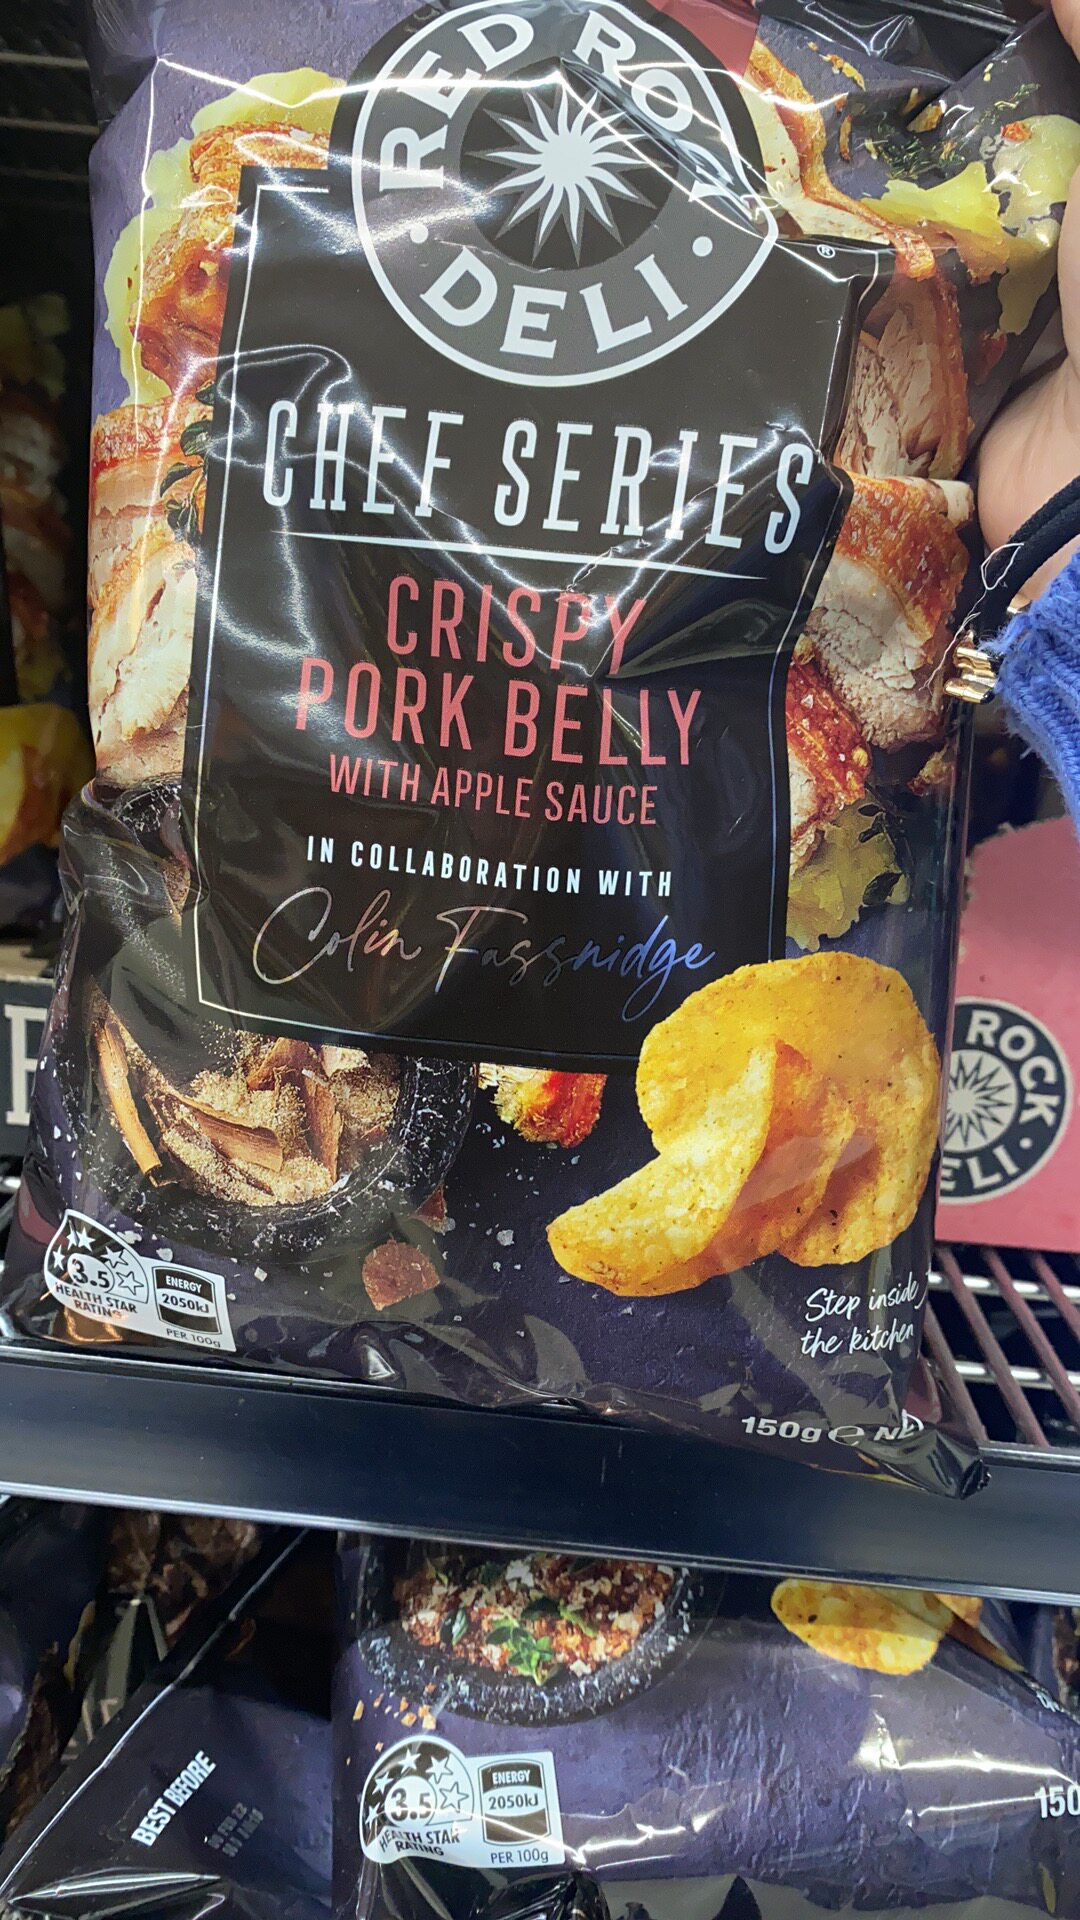 RED ROCK
DELI
®
CHEF SERIES
CRISPY
PORK BELLY
WITH APPLE SAUCE
IN COLLABORATION WITH
Colin Fassnidge
3.5
HEALTH STAR
RATING
ENERGY
2050kJ
PER 100g
Step inside
the kitchen
150g e
ROCK
DELI
BEST BEFORE
3.5
HEALTH STAR
RATING
ENERGY
2050kJ
PER 100g
150